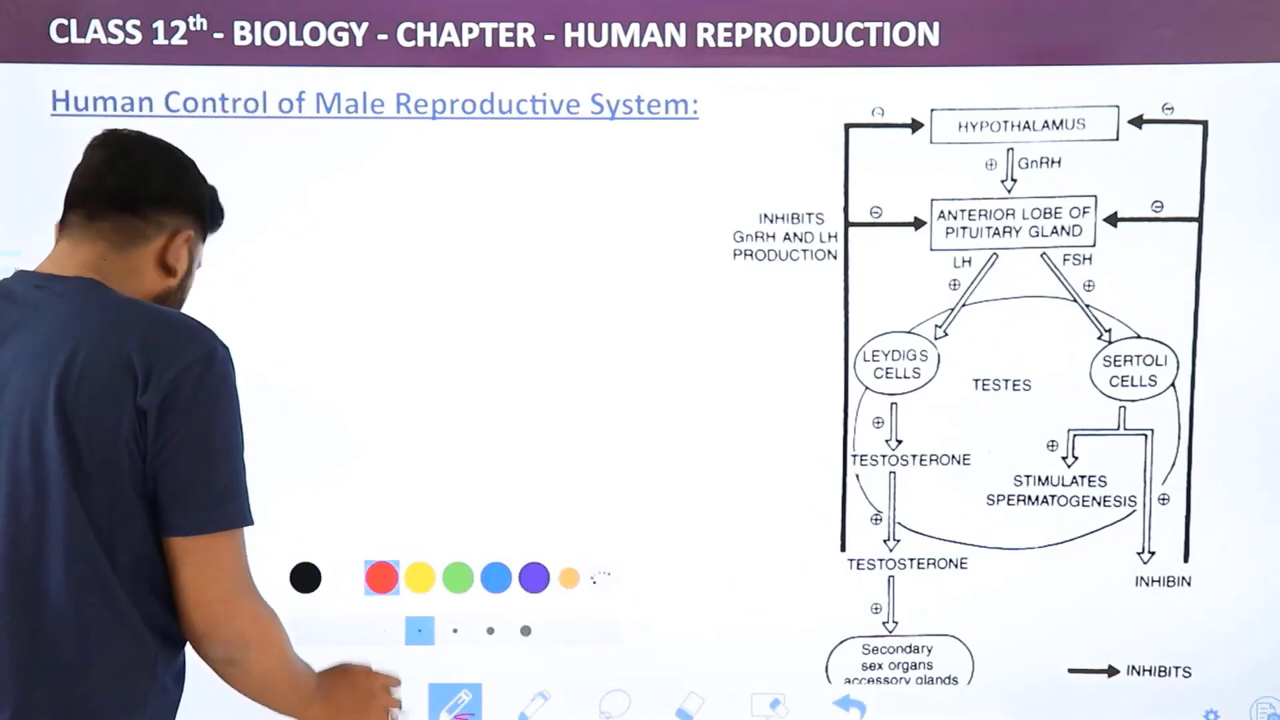 CLASS 12th - BIOLOGY - CHAPTER - HUMAN REPRODUCTION
Human Control of Male Reproductive System:
HYPOTHALAMUS
GnRH
INHIBITS
GnRH AND LH
PRODUCTION
ANTERIOR LOBE OF
PITUITARY GLAND
LH
FSH
LEYDIGS
CELLS
SERTOLI
CELLS
TESTES
TESTOSTERONE
STIMULATES
SPERMATOGENESIS
TESTOSTERONE
INHIBIN
Secondary
sex organs
accessory glands
INHIBITS